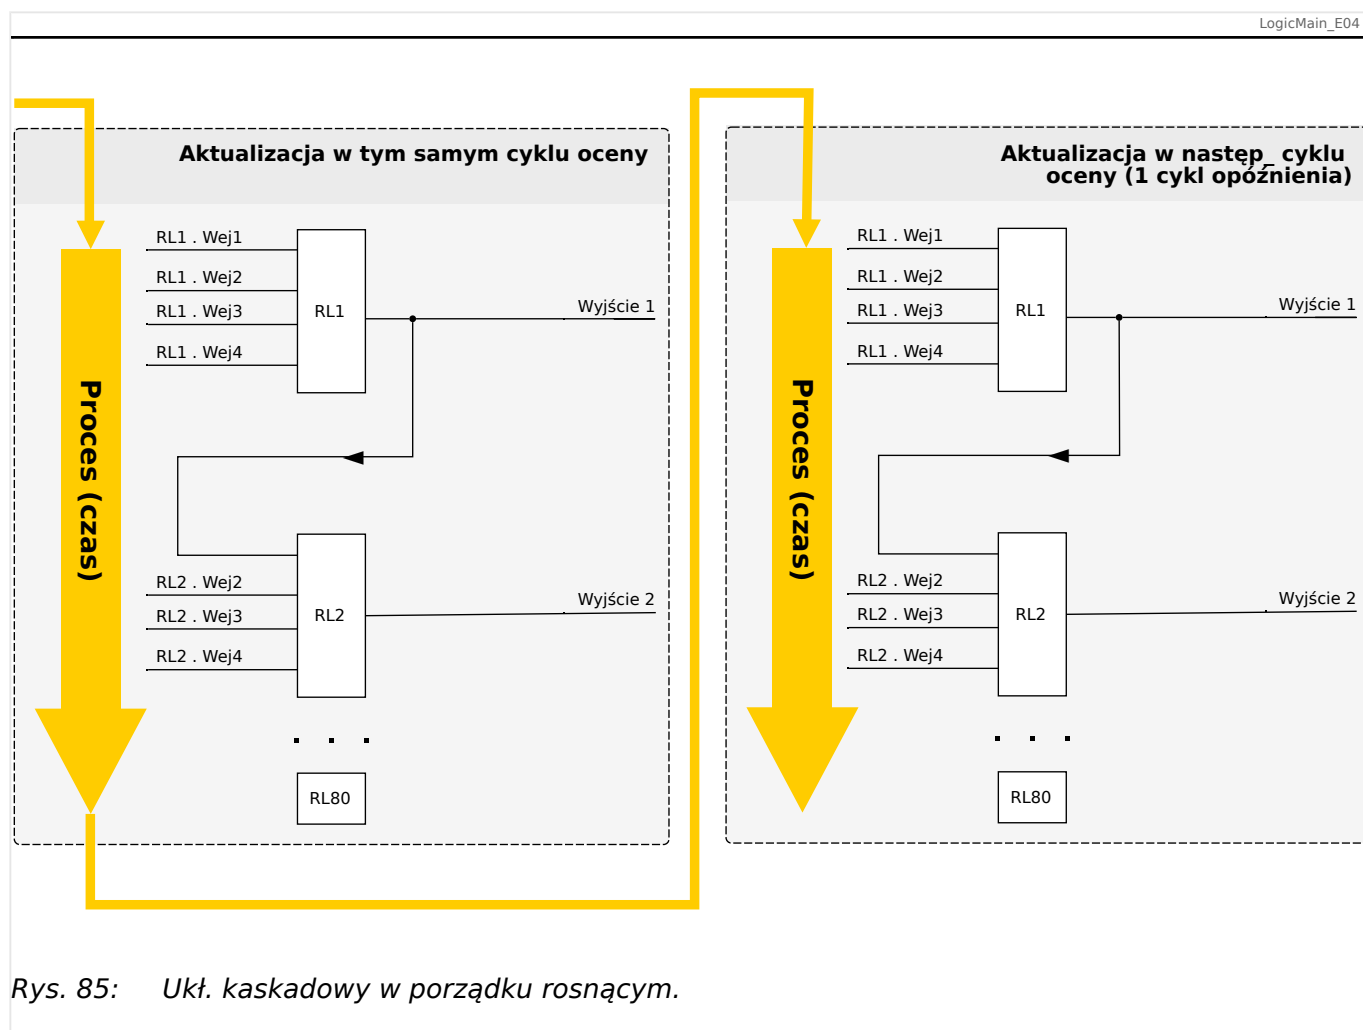 LogicMain_E04
Aktualizacja w tym samym cyklu oceny
RL1 . Wej1
RL1 . Wej2
RL1 . Wej3
RL1 . Wej4
RL1
Wyjście 1
Proces (czas)
RL2 . Wej2
RL2 . Wej3
RL2 . Wej4
RL2
Wyjście 2
. . .
RL80
Aktualizacja w następ_ cyklu
oceny (1 cykl opóźnienia)
RL1 . Wej1
RL1 . Wej2
RL1 . Wej3
RL1 . Wej4
RL1
Wyjście 1
Proces (czas)
RL2 . Wej2
RL2 . Wej3
RL2 . Wej4
RL2
Wyjście 2
. . .
RL80
Rys. 85: Ukł. kaskadowy w porządku rosnącym.